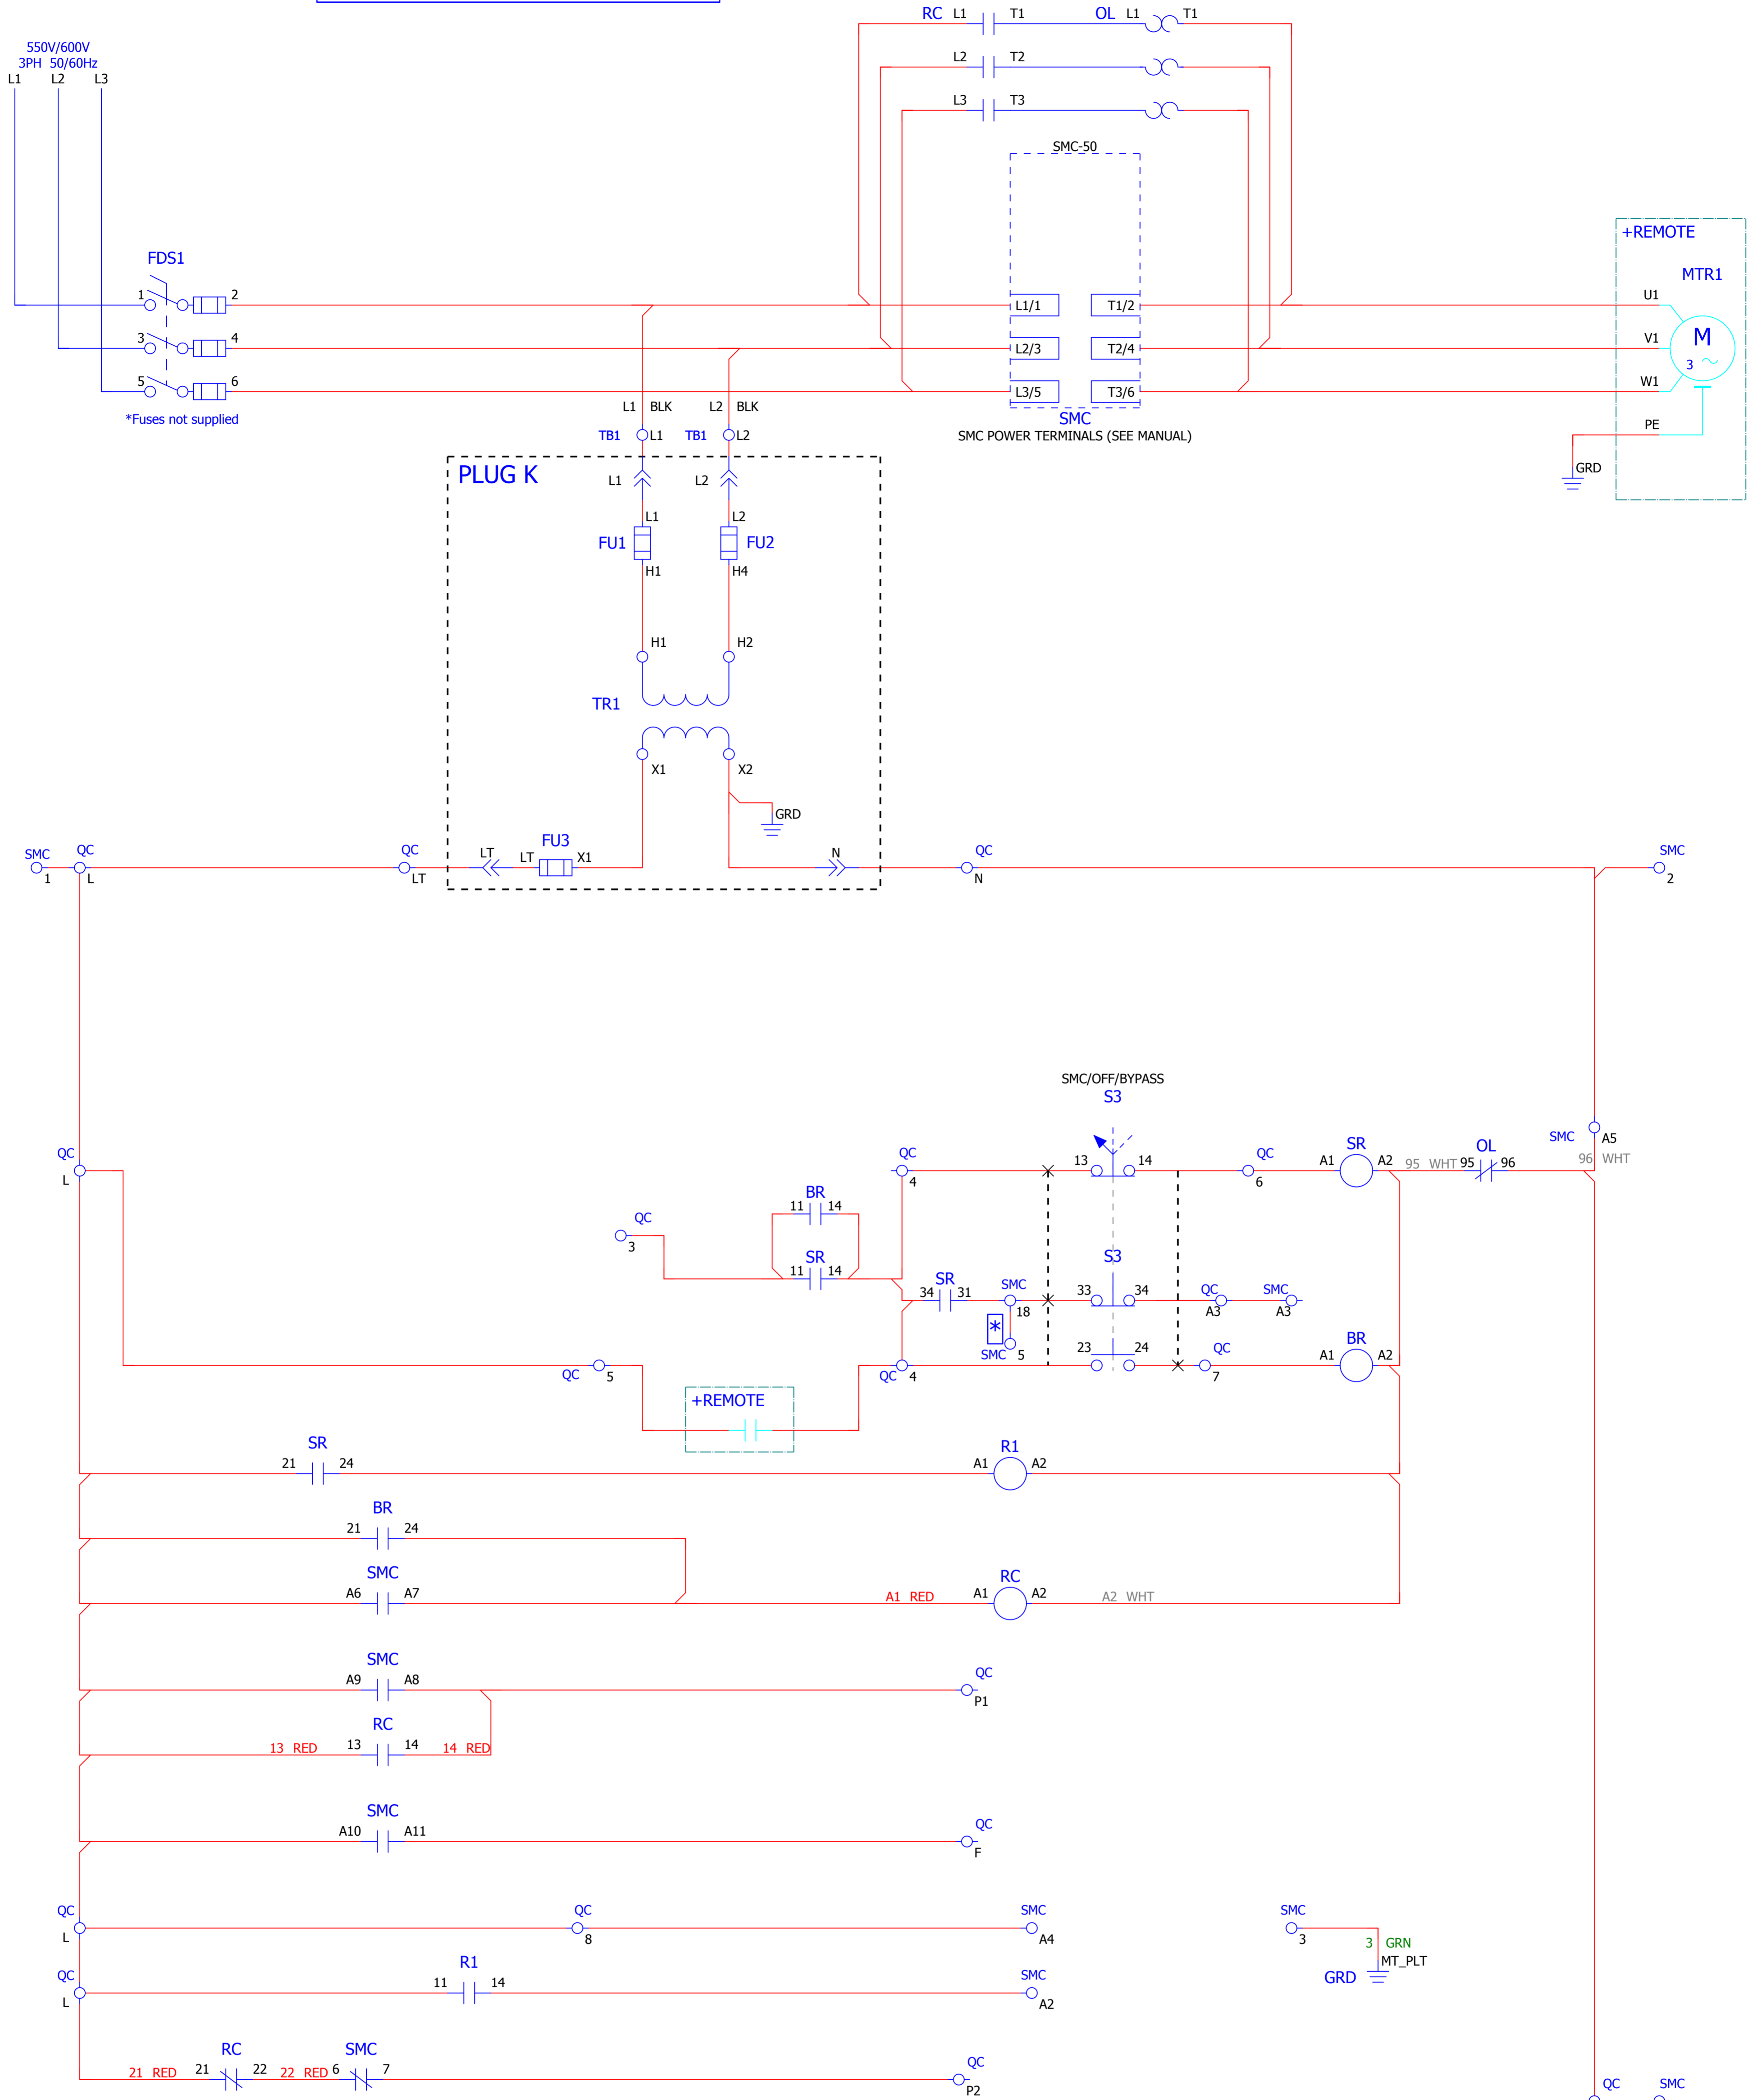 RC L1 T1 OL L1 T1
550V/600V
3PH 50/60Hz
L1 L2 L3
L2 T2
L3 T3
SMC-50
+REMOTE
FDS1
MTR1
1 2 L1/1 T1/2 U1
3 4 L2/3 T2/4 V1
M
3
5 6 L3/5 T3/6 W1
*Fuses not supplied
L1 BLK L2 BLK
SMC
PE
TB1 L1 TB1 L2
SMC POWER TERMINALS (SEE MANUAL)
PLUG K
L1 L2
GRD
L1 L2
FU1 FU2
H1 H4
H1 H2
TR1
X1 X2
GRD
SMC QC QC FU3 QC SMC
LT LT X1 N
1 L LT N 2
SMC/OFF/BYPASS
S3
SMC A5
QC QC 13 14 QC SR OL
A1 A2 95 WHT 95 96 96 WHT
L 4 6
BR
11 14
QC
3
SR
11 14
S3
SR
34 31 SMC 33 34 QC SMC
18 A3 A3
*
SMC 5
23 24 QC BR
A1 A2
QC 5 QC 4 7
+REMOTE
SR R1
21 24 A1 A2
BR
21 24
SMC RC
A6 A7 A1 RED A1 A2 A2 WHT
SMC QC
A9 A8 P1
RC
13 RED 13 14 14 RED
SMC QC
A10 A11 F
QC QC SMC SMC
L 8 A4 3
3 GRN
MT_PLT
GRD
QC R1 SMC
L 11 14 A2
RC SMC QC
21 RED 21 22 22 RED 6 7 P2
QC SMC